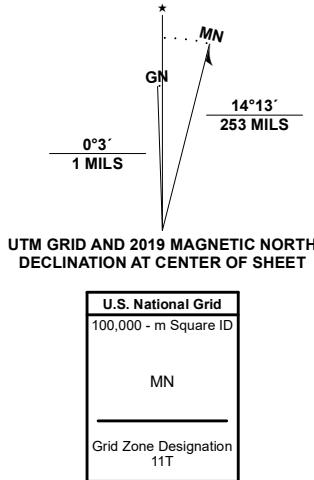 ★
MN
GN
14°13´
253 MILS
0°3´
1 MILS
UTM GRID AND 2019 MAGNETIC NORTH
DECLINATION AT CENTER OF SHEET
U.S. National Grid
100,000 - m Square ID
MN
Grid Zone Designation
11T